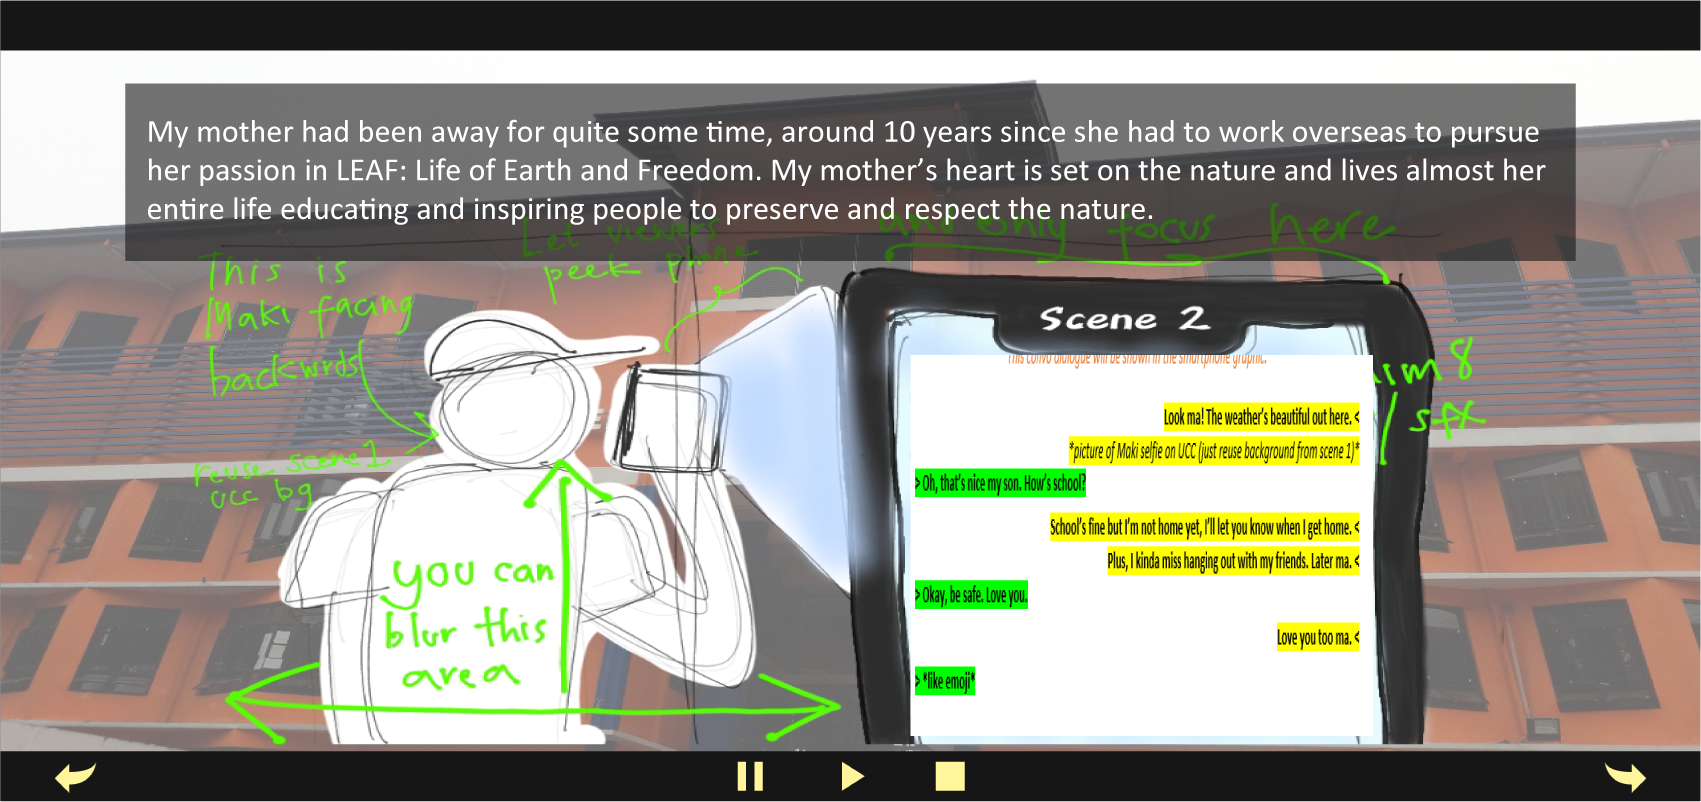 My mother had been away for quite some time, around 10 years since she had to work overseas to pursue
her passion in LEAF: Life of Earth and Freedom. My mother’s heart is set on the nature and lives almost her
entire life educating and inspiring people to preserve and respect the nature.
Let viewers
peek phone
and only focus here
This is
Maki facing
backwrds
reuse scene 1
UCC bg
you can
blur this
area
Scene 2
This convo dialogue will be shown in the smartphone graphic.
Look ma! The weather’s beautiful out here. <
*picture of Maki selfie on UCC (just reuse background from scene 1)*
> Oh, that’s nice my son. How’s school?
School’s fine but I’m not home yet, I’ll let you know when I get home. <
Plus, I kinda miss hanging out with my friends. Later ma. <
> Okay, be safe. Love you.
Love you too ma. <
> *like emoji*
sfx